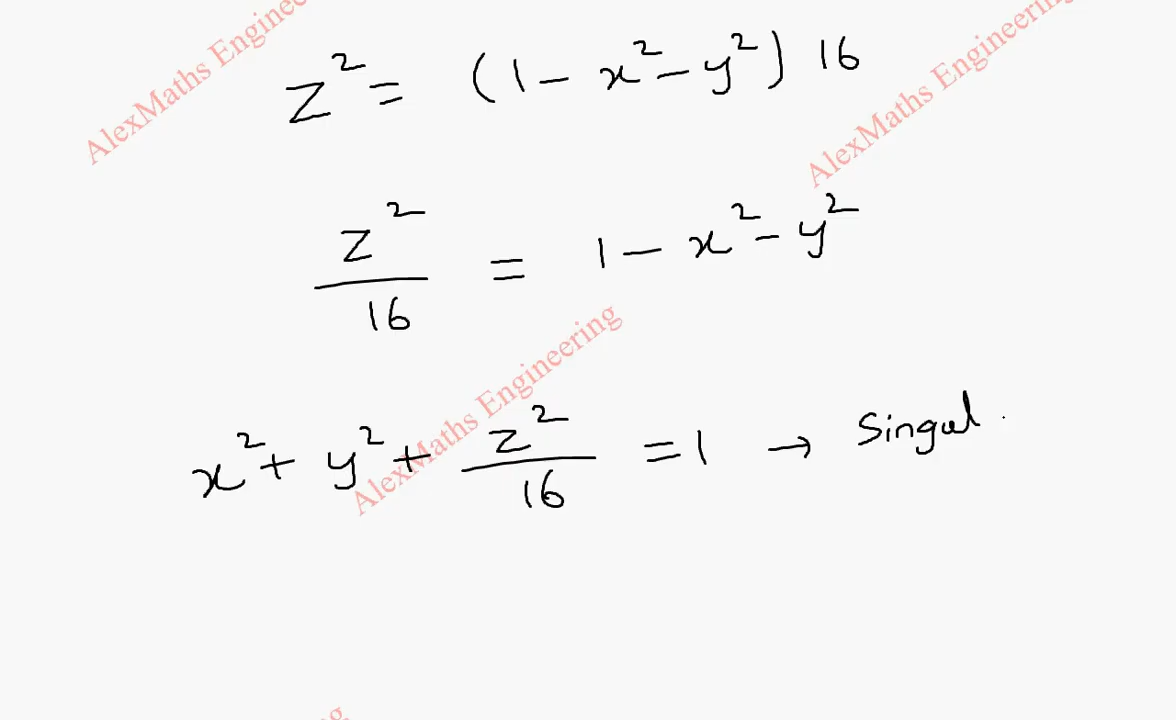 AlexMaths Engineering
AlexMaths Engineering
z² = (1 - x² - y²) 16
z²/16 = 1 - x² - y²
AlexMaths Engineering
x² + y² + z²/16 = 1 → Singul